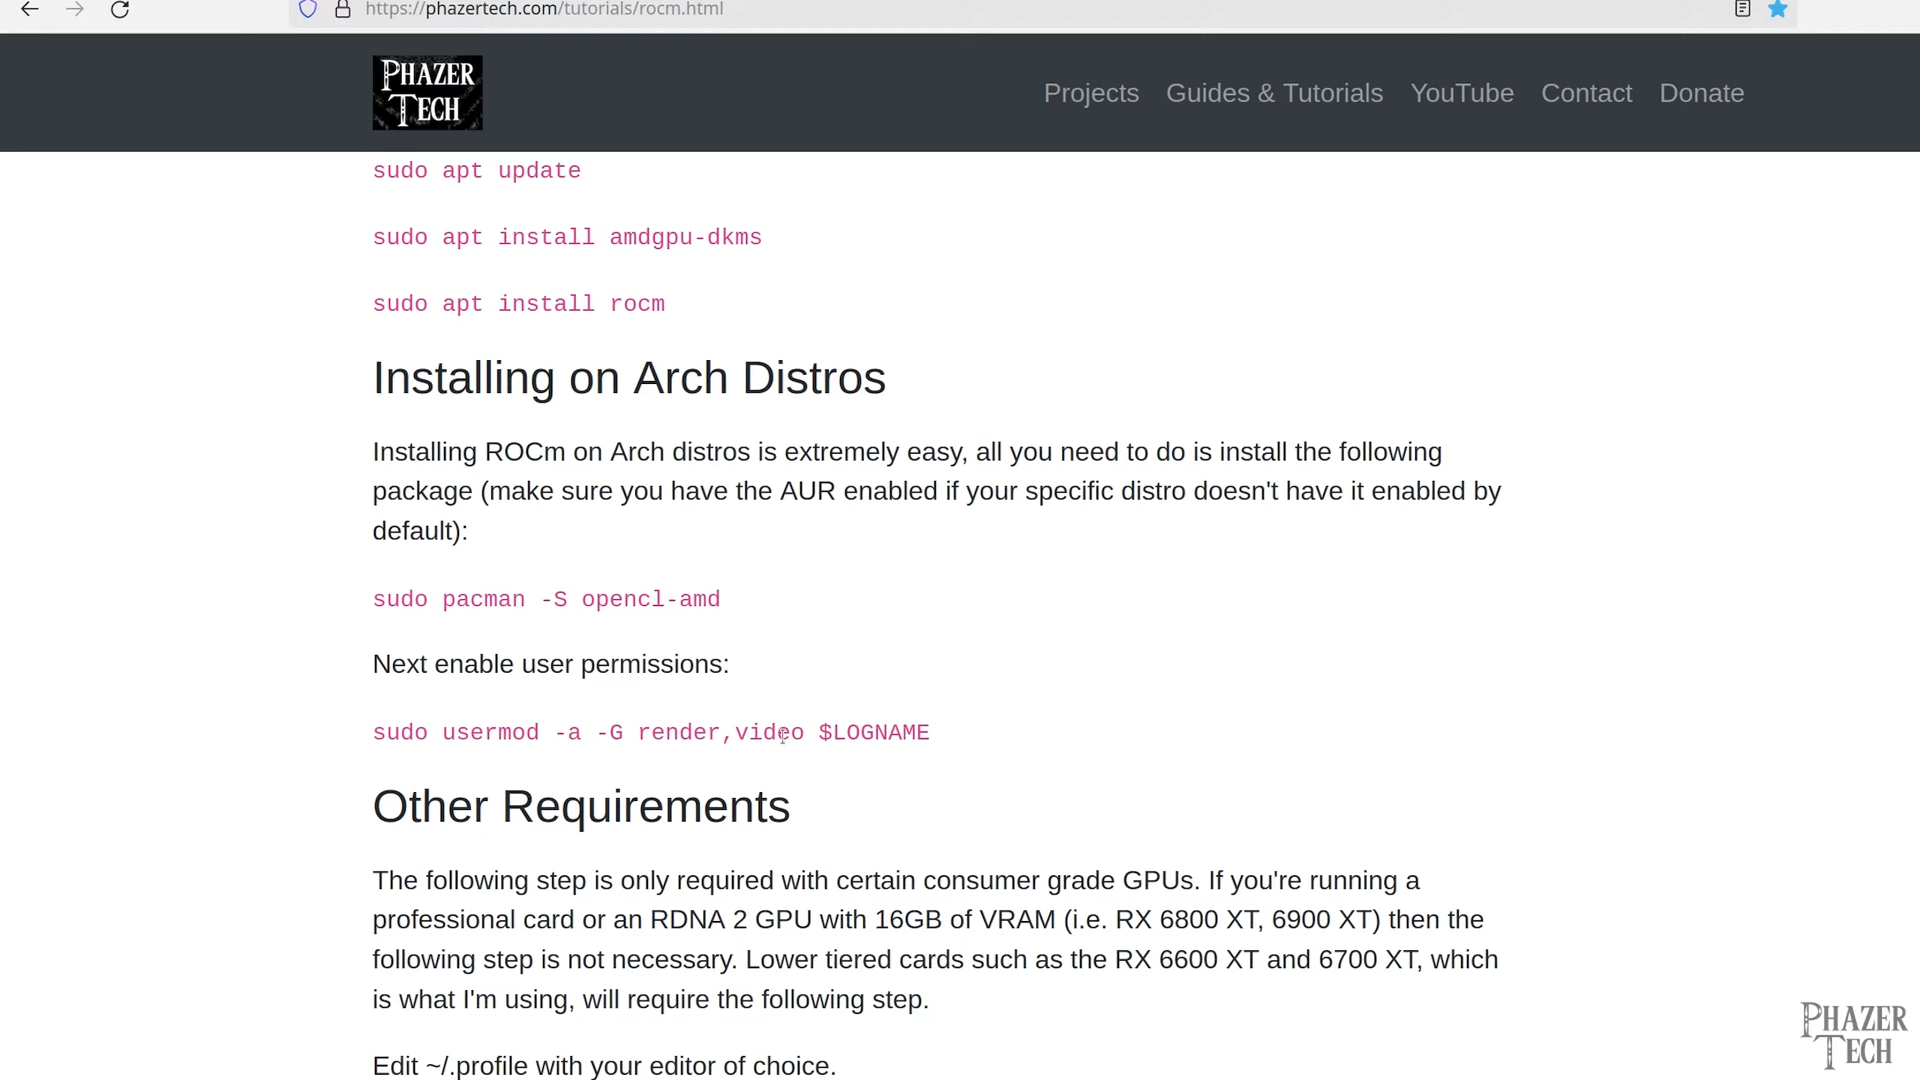 https://phazertech.com/tutorials/rocm.html
PHAZER
TECH
Projects Guides & Tutorials YouTube Contact Donate
sudo apt update
sudo apt install amdgpu-dkms
sudo apt install rocm
Installing on Arch Distros
Installing ROCm on Arch distros is extremely easy, all you need to do is install the following
package (make sure you have the AUR enabled if your specific distro doesn't have it enabled by
default):
sudo pacman -S opencl-amd
Next enable user permissions:
sudo usermod -a -G render,video $LOGNAME
Other Requirements
The following step is only required with certain consumer grade GPUs. If you're running a
professional card or an RDNA 2 GPU with 16GB of VRAM (i.e. RX 6800 XT, 6900 XT) then the
following step is not necessary. Lower tiered cards such as the RX 6600 XT and 6700 XT, which
is what I'm using, will require the following step.
Edit ~/.profile with your editor of choice.
PHAZER
TECH